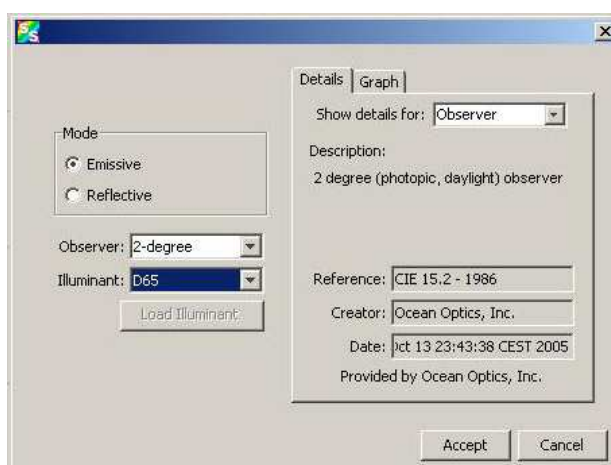 Mode
Emissive
Reflective
Observer: 2-degree
Illuminant: D65
Load Illuminant
Details Graph
Show details for: Observer
Description:
2 degree (photopic, daylight) observer
Reference: CIE 15.2 - 1986
Creator: Ocean Optics, Inc.
Date: Oct 13 23:43:38 CEST 2005
Provided by Ocean Optics, Inc.
Accept Cancel